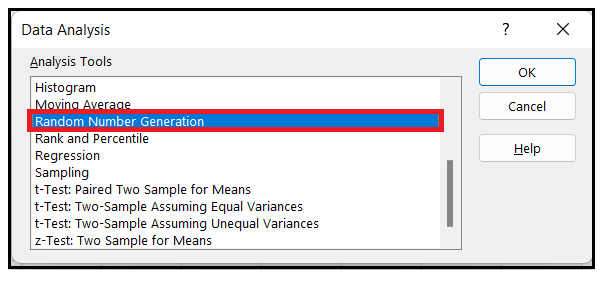 Data Analysis
?
Analysis Tools
Histogram
Moving Average
Random Number Generation
Rank and Percentile
Regression
Sampling
t-Test: Paired Two Sample for Means
t-Test: Two-Sample Assuming Equal Variances
t-Test: Two-Sample Assuming Unequal Variances
z-Test: Two Sample for Means
OK
Cancel
Help